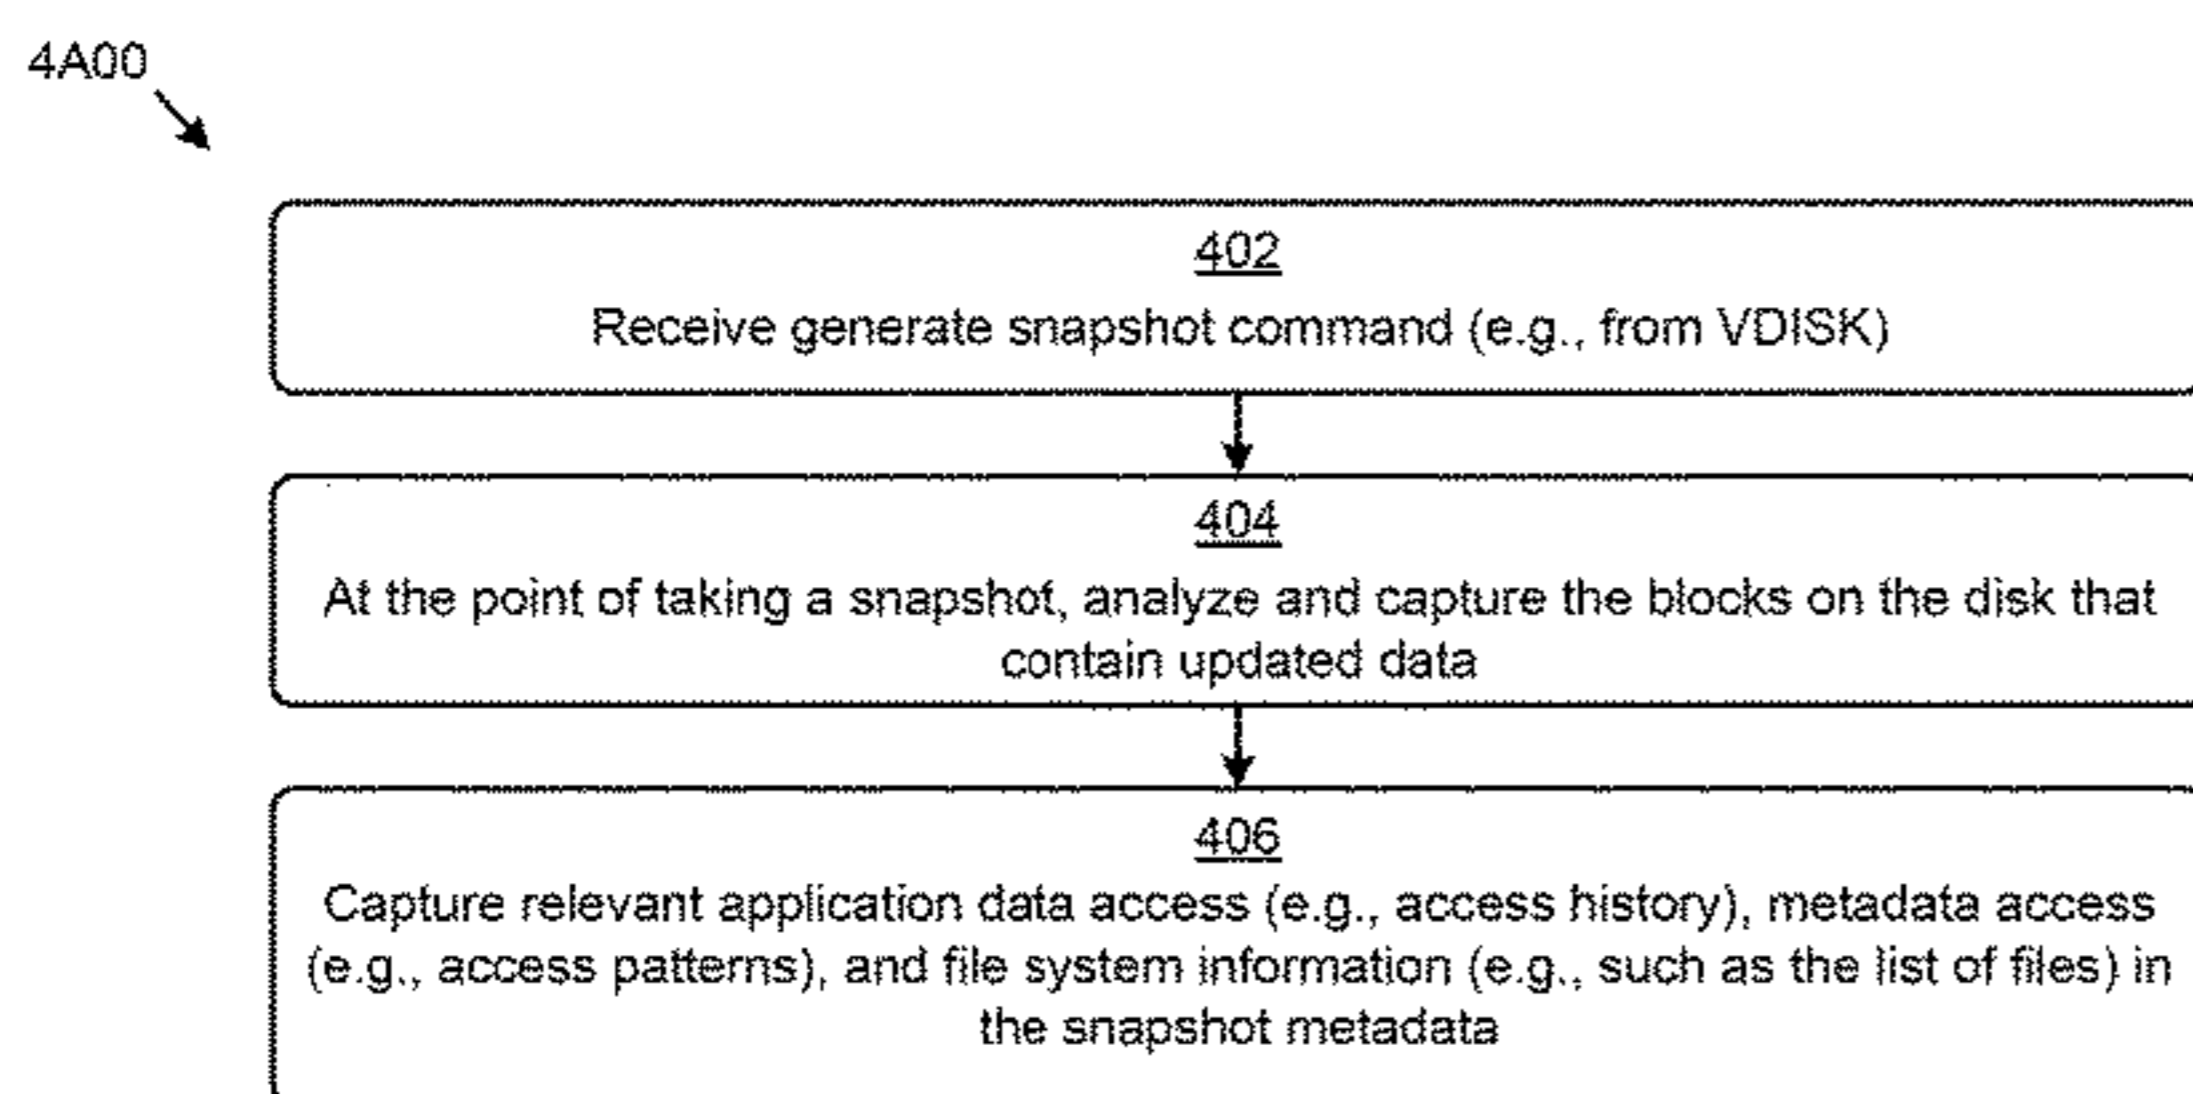 4A00
402
Receive generate snapshot command (e.g., from VDISK)
404
At the point of taking a snapshot, analyze and capture the blocks on the disk that
contain updated data
406
Capture relevant application data access (e.g., access history), metadata access
(e.g., access patterns), and file system information (e.g., such as the list of files) in
the snapshot metadata